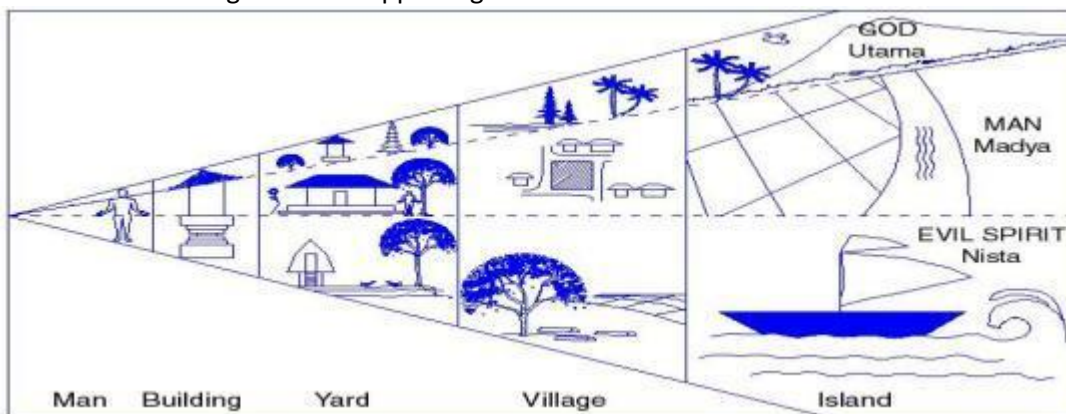 GOD
Utama
MAN
Madya
EVIL SPIRIT
Nista
Man Building Yard Village Island